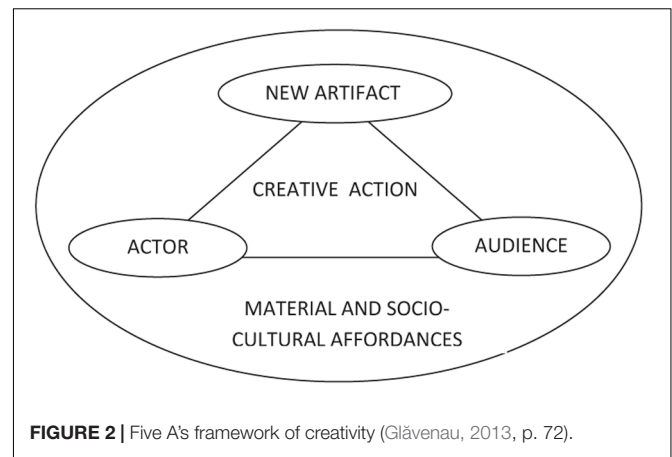 NEW ARTIFACT
CREATIVE ACTION
ACTOR
AUDIENCE
MATERIAL AND SOCIO-
CULTURAL AFFORDANCES
FIGURE 2 | Five A's framework of creativity (Glăvenau, 2013, p. 72).